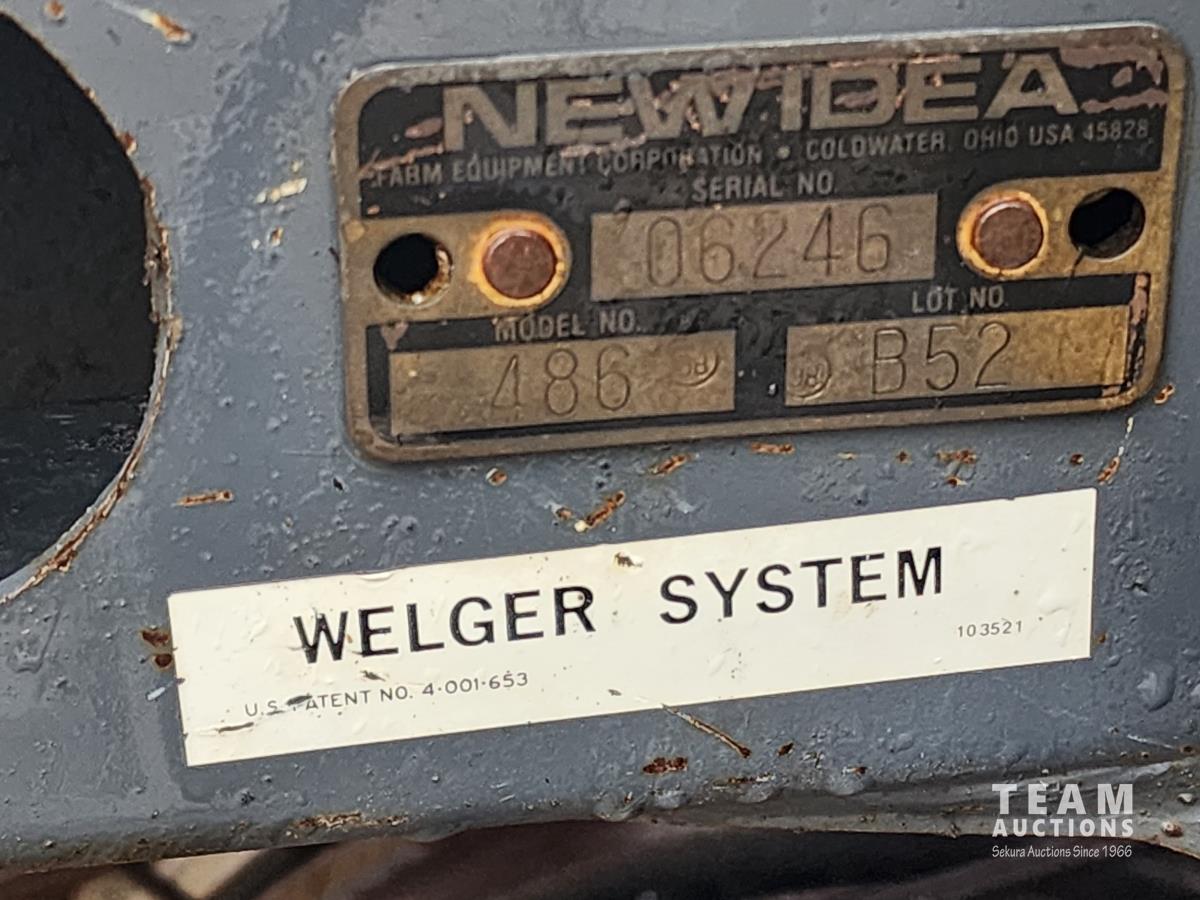 NEW IDEA
FARM EQUIPMENT CORPORATION • COLDWATER, OHIO USA 45828
SERIAL NO.
06246
MODEL NO. LOT NO.
486 B52
WELGER SYSTEM
U.S. PATENT NO. 4-001-653 103521
TEAM
AUCTIONS
Sekura Auctions Since 1966